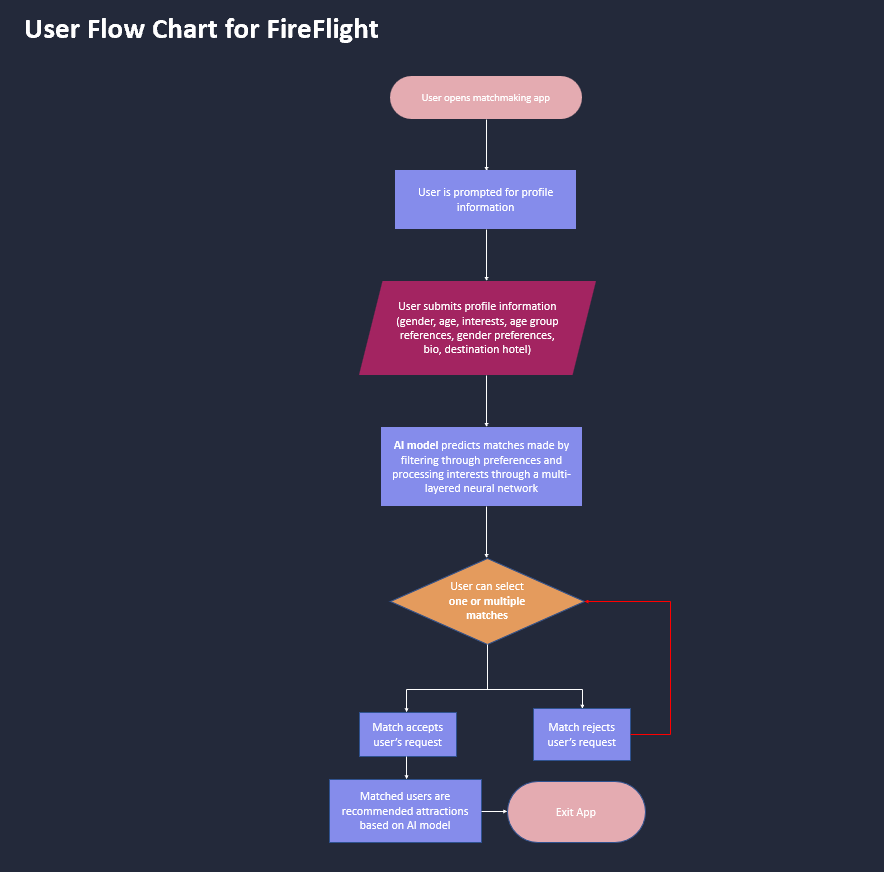 User Flow Chart for FireFlight
User opens matchmaking app
User is prompted for profile
information
User submits profile information
(gender, age, interests, age group
references, gender preferences,
bio, destination hotel)
AI model predicts matches made by
filtering through preferences and
processing interests through a multi-
layered neural network
User can select
one or multiple
matches
Match accepts
user’s request
Match rejects
user’s request
Matched users are
recommended attractions
based on AI model
Exit App